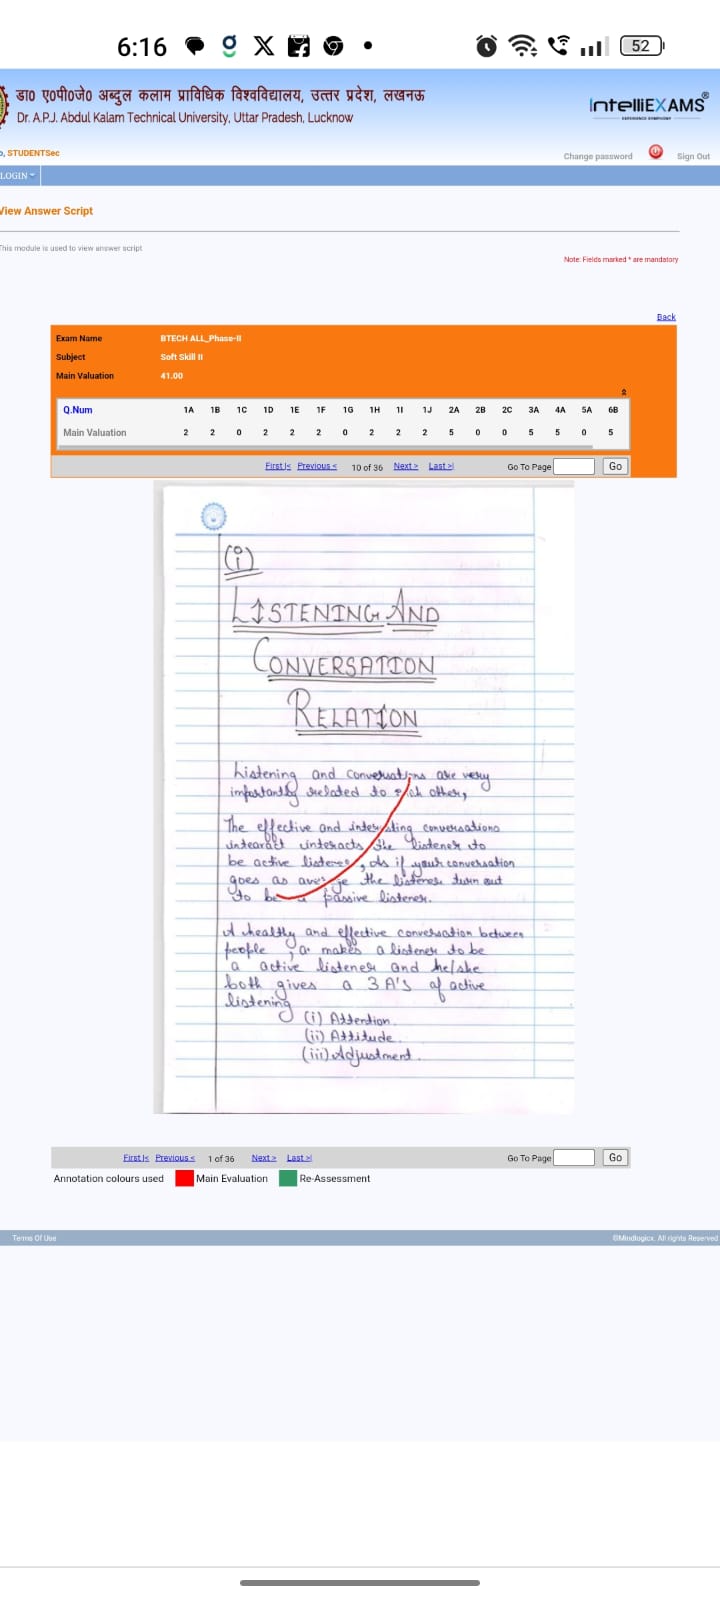 6:16
52
डा0 ए0पी0जे0 अब्दुल कलाम प्राविधिक विश्वविद्यालय, उत्तर प्रदेश, लखनऊ
Dr. A.P.J. Abdul Kalam Technical University, Uttar Pradesh, Lucknow
IntelliEXAMS®
o, STUDENTSec
Change password Sign Out
LOGIN
View Answer Script
This module is used to view answer script
Note: Fields marked * are mandatory
Back
Exam Name BTECH ALL_Phase-II
Subject Soft Skill II
Main Valuation 41.00
Q.Num 1A 1B 1C 1D 1E 1F 1G 1H 1I 1J 2A 2B 2C 3A 4A 5A 6B
Main Valuation 2 2 0 2 2 2 0 2 2 2 5 0 0 5 5 0 5
First |< Previous < 10 of 36 Next > Last >| Go To Page Go
(i)
LISTENING AND
CONVERSATION
RELATION
Listening and conversations are very
importantly related to each other,
The effective and interesting conversations
interacts the listener to
be active listener, As if your conversation
goes as average the listener turn out
to be a passive listener.
A healthy and effective conversation between
people, a makes a listener to be
a active listener and he/she
both gives a 3 A's of active
listening
(i) Attention.
(ii) Attitude.
(iii) Adjustment.
First |< Previous < 1 of 36 Next > Last >| Go To Page Go
Annotation colours used Main Evaluation Re-Assessment
Terms Of Use ©Mindlogicx. All rights Reserved